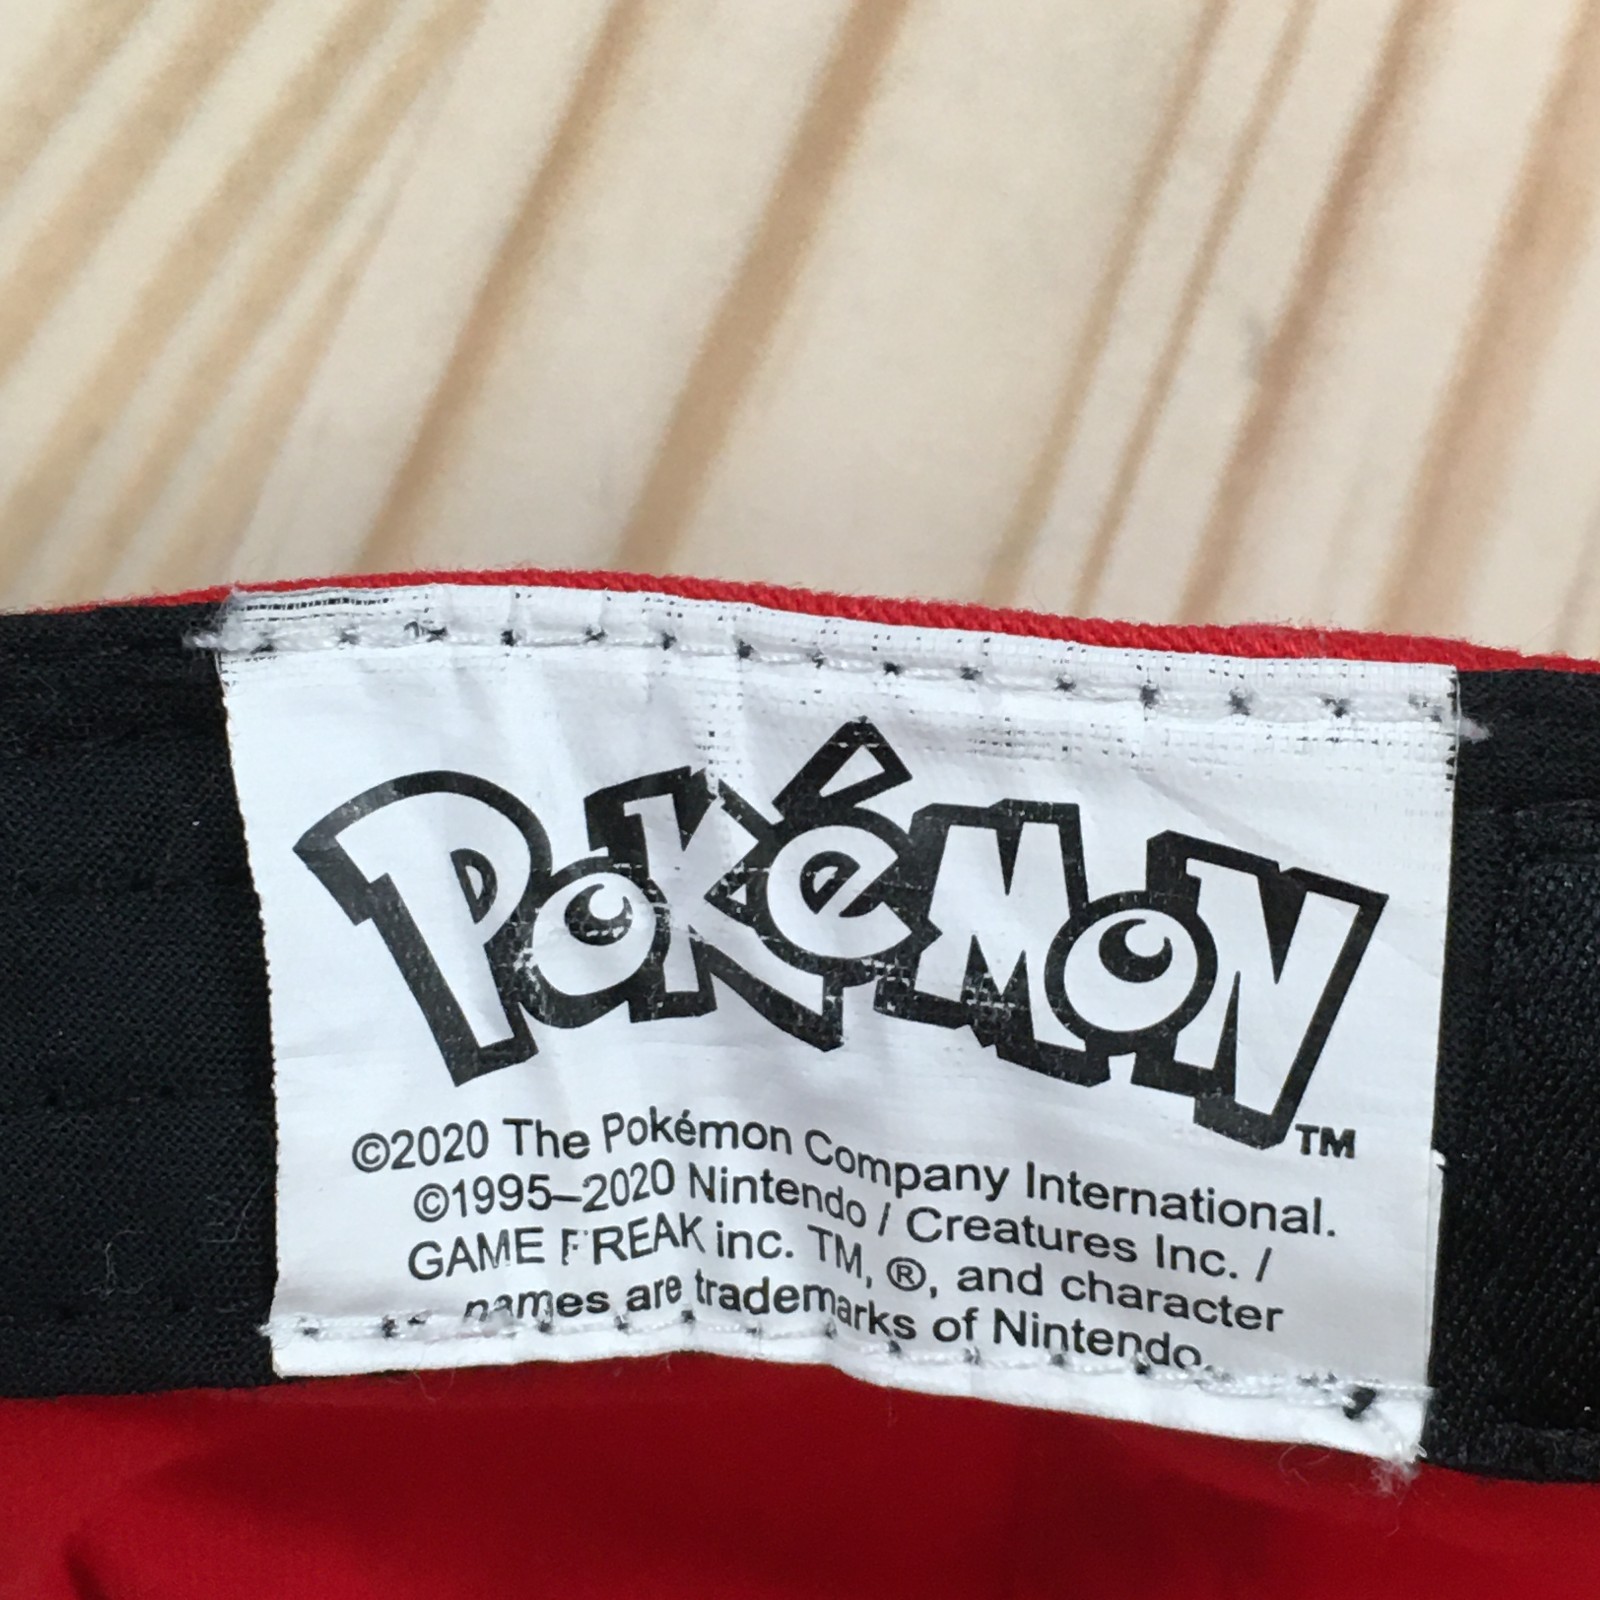 POKéMON
TM
©2020 The Pokémon Company International.
©1995–2020 Nintendo / Creatures Inc. /
GAME FREAK inc. TM, ®, and character
names are trademarks of Nintendo.